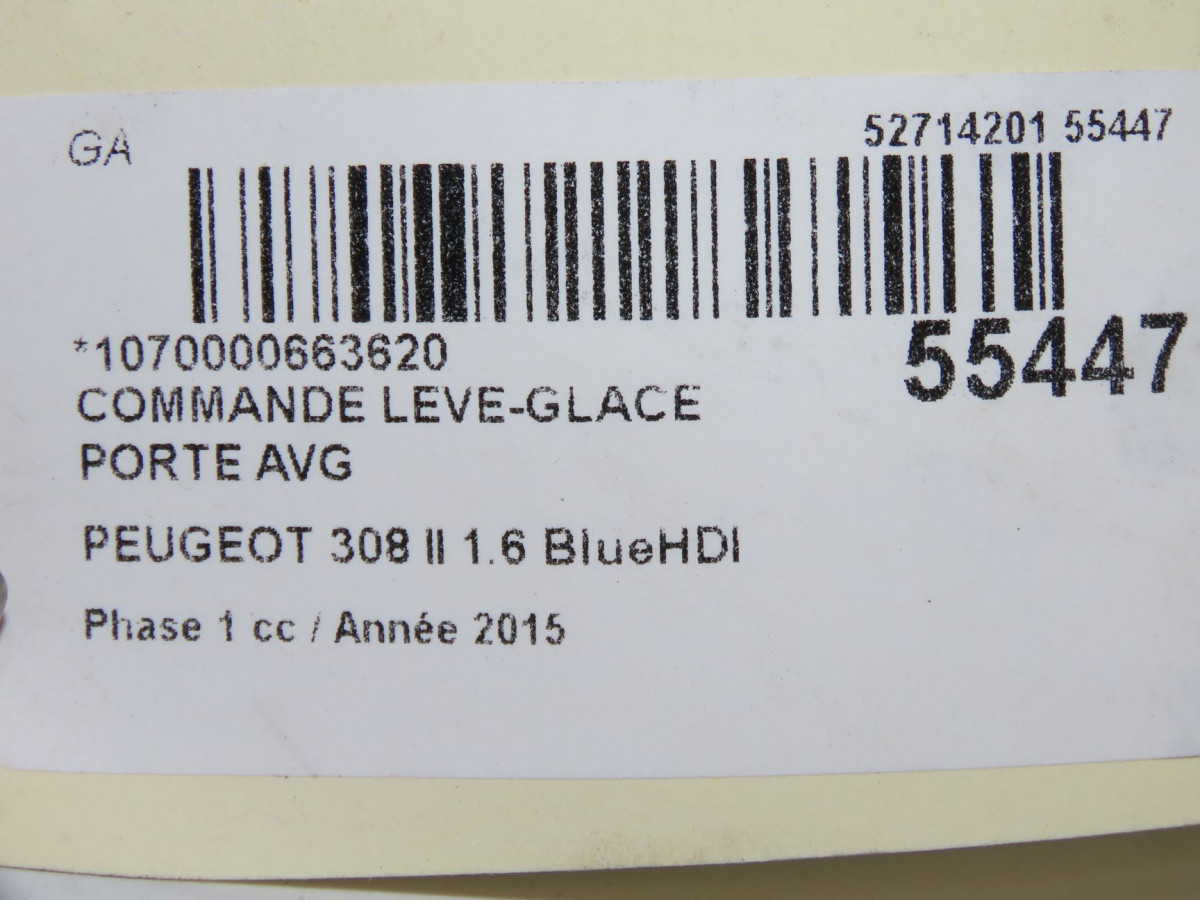 GA
52714201 55447
*1070000663620
55447
COMMANDE LEVE-GLACE
PORTE AVG
PEUGEOT 308 II 1.6 BlueHDI
Phase 1 cc / Année 2015